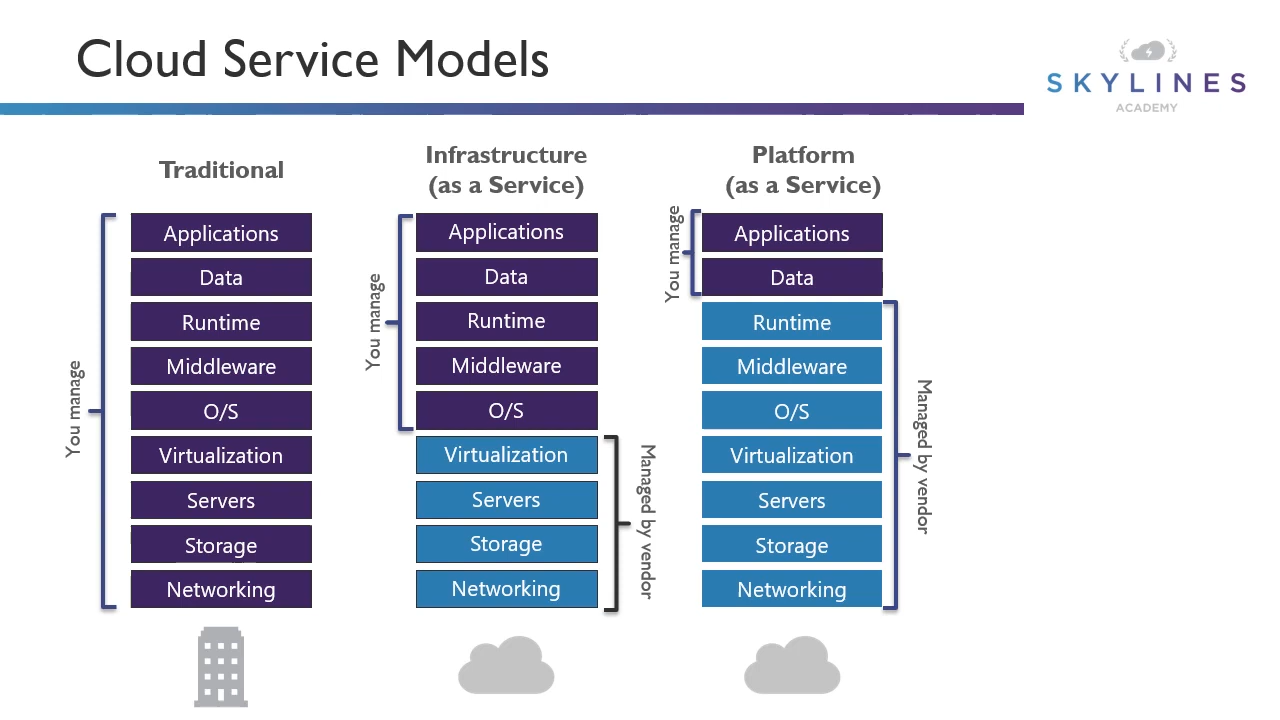 Cloud Service Models
SKYLINES
ACADEMY
Traditional
You manage
Applications
Data
Runtime
Middleware
O/S
Virtualization
Servers
Storage
Networking
Infrastructure
(as a Service)
You manage
Applications
Data
Runtime
Middleware
O/S
Virtualization
Servers
Storage
Networking
Managed by vendor
Platform
(as a Service)
You manage
Applications
Data
Runtime
Middleware
O/S
Virtualization
Servers
Storage
Networking
Managed by vendor